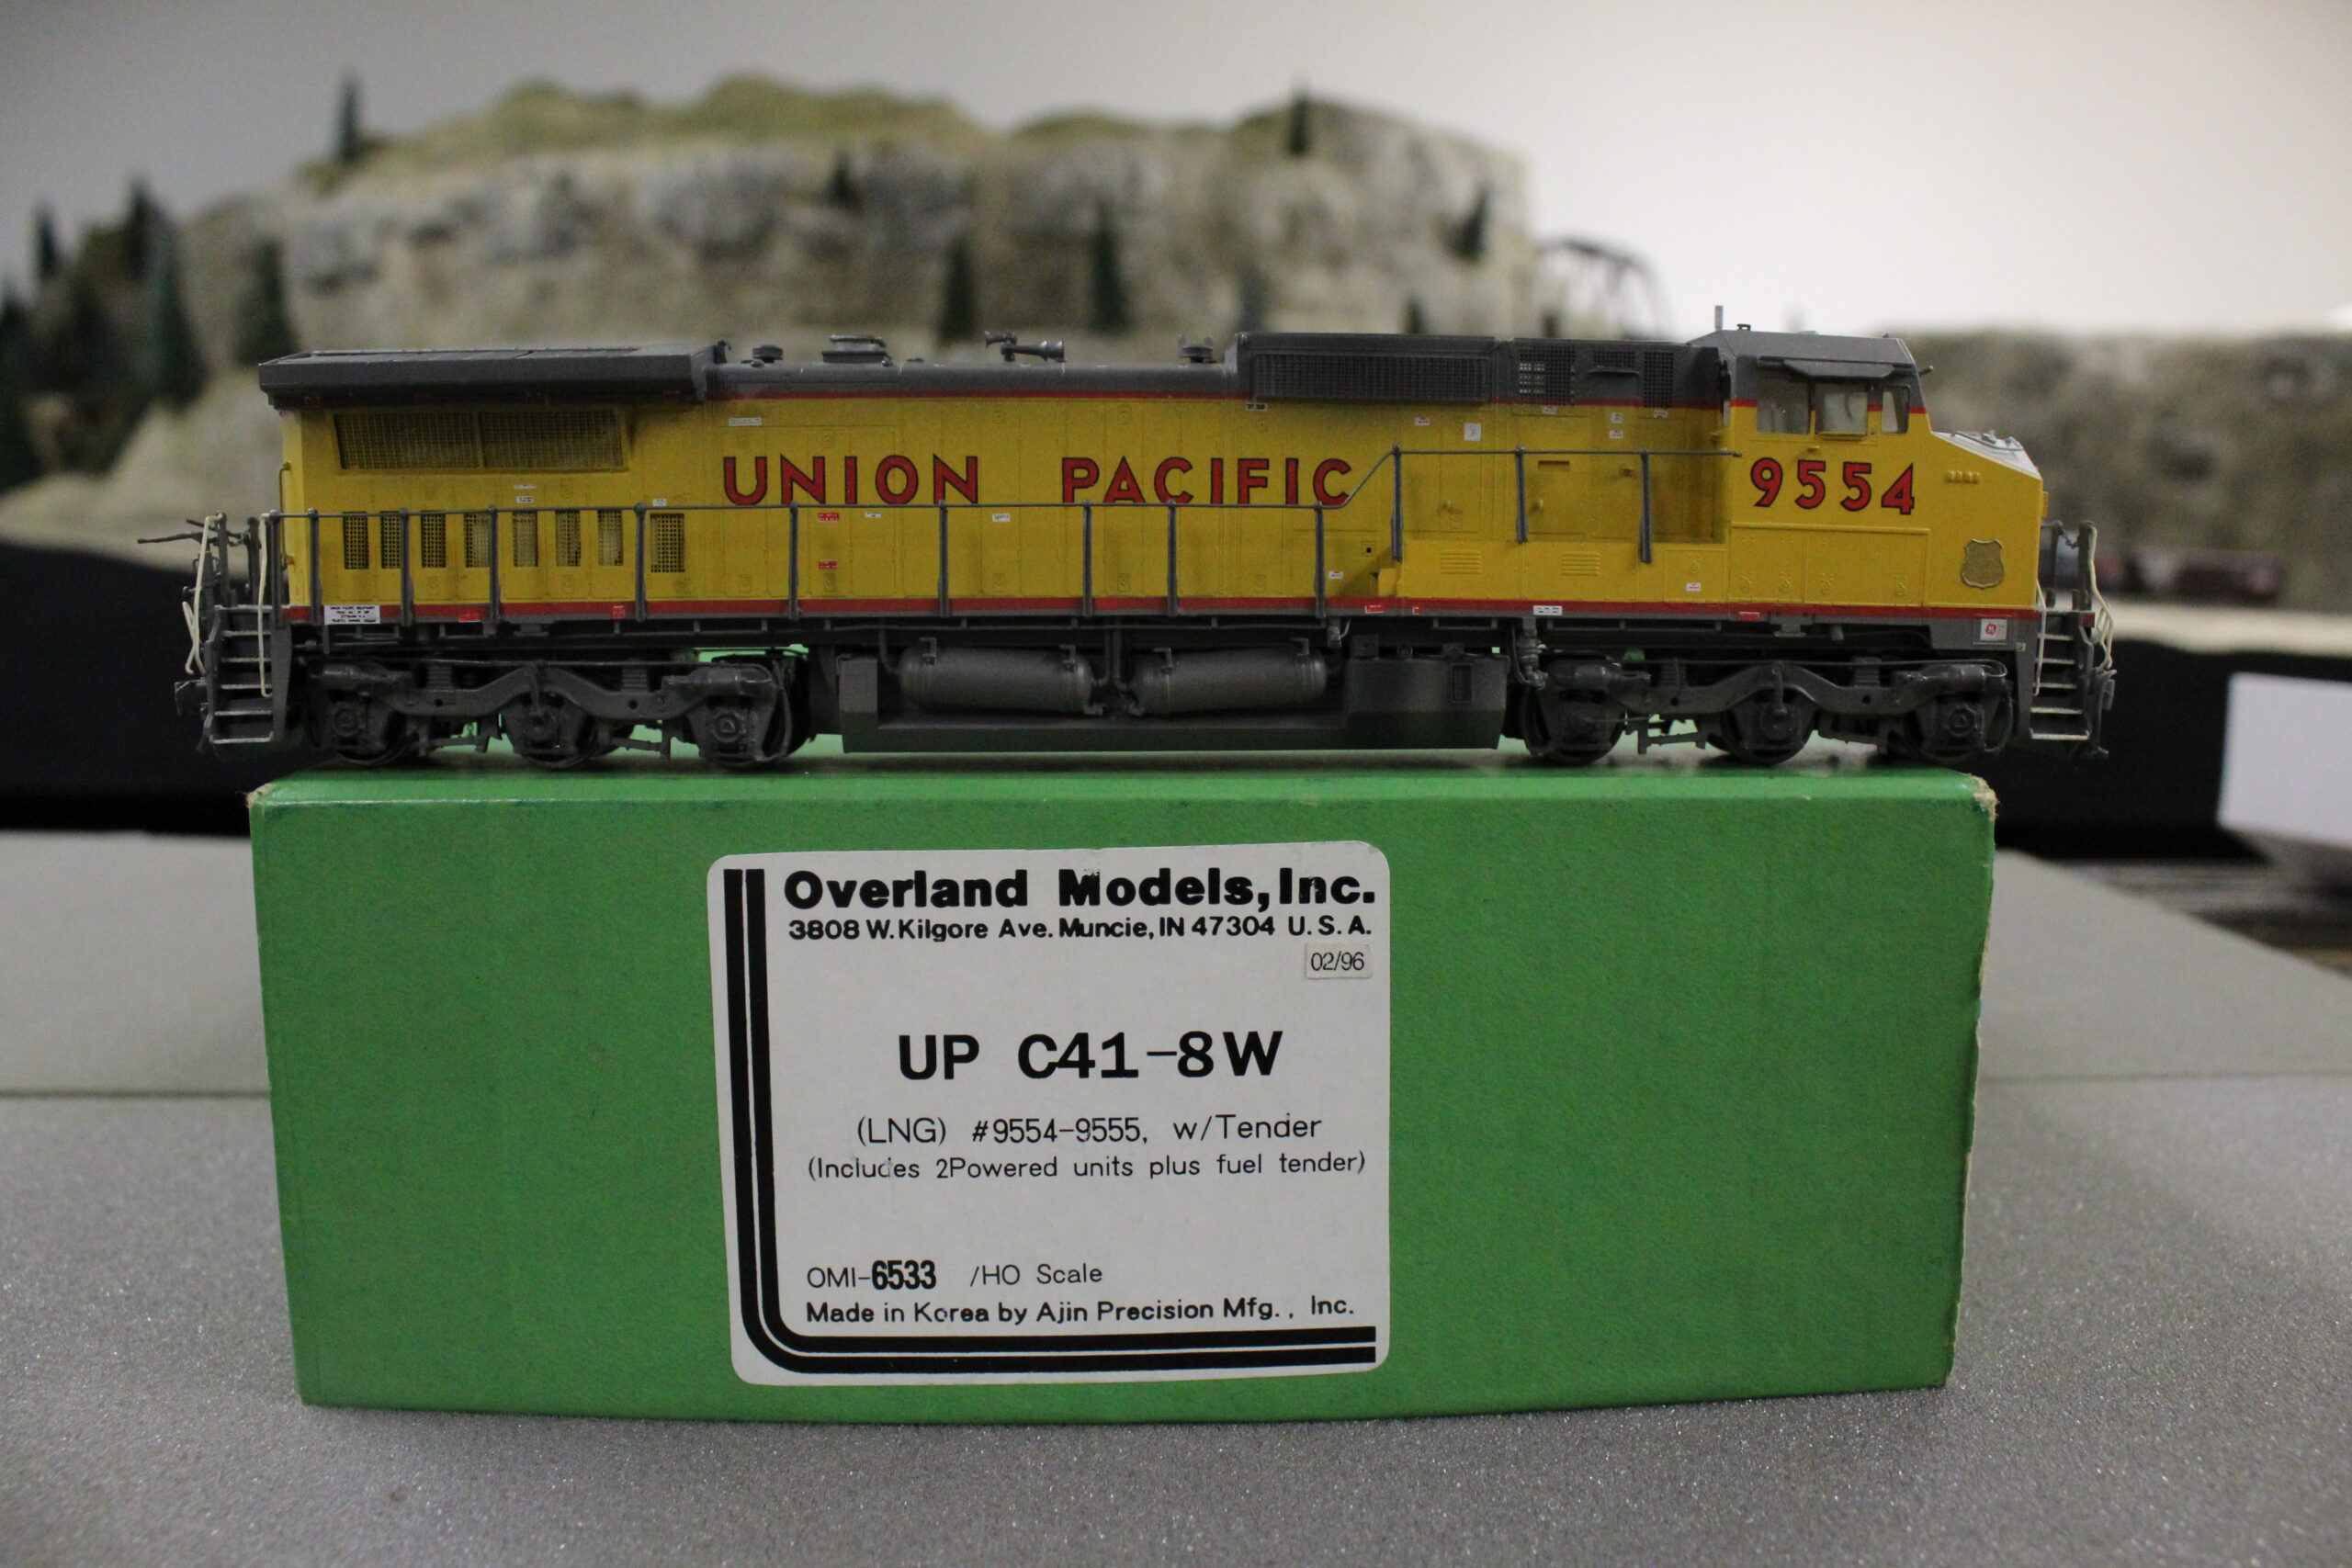 UNION PACIFIC
9554
Overland Models, Inc.
3808 W. Kilgore Ave. Muncie, IN 47304 U. S. A.
02/96
UP C41-8W
(LNG) #9554-9555, w/Tender
(Includes 2Powered units plus fuel tender)
OMI-6533 /HO Scale
Made in Korea by Ajin Precision Mfg., Inc.